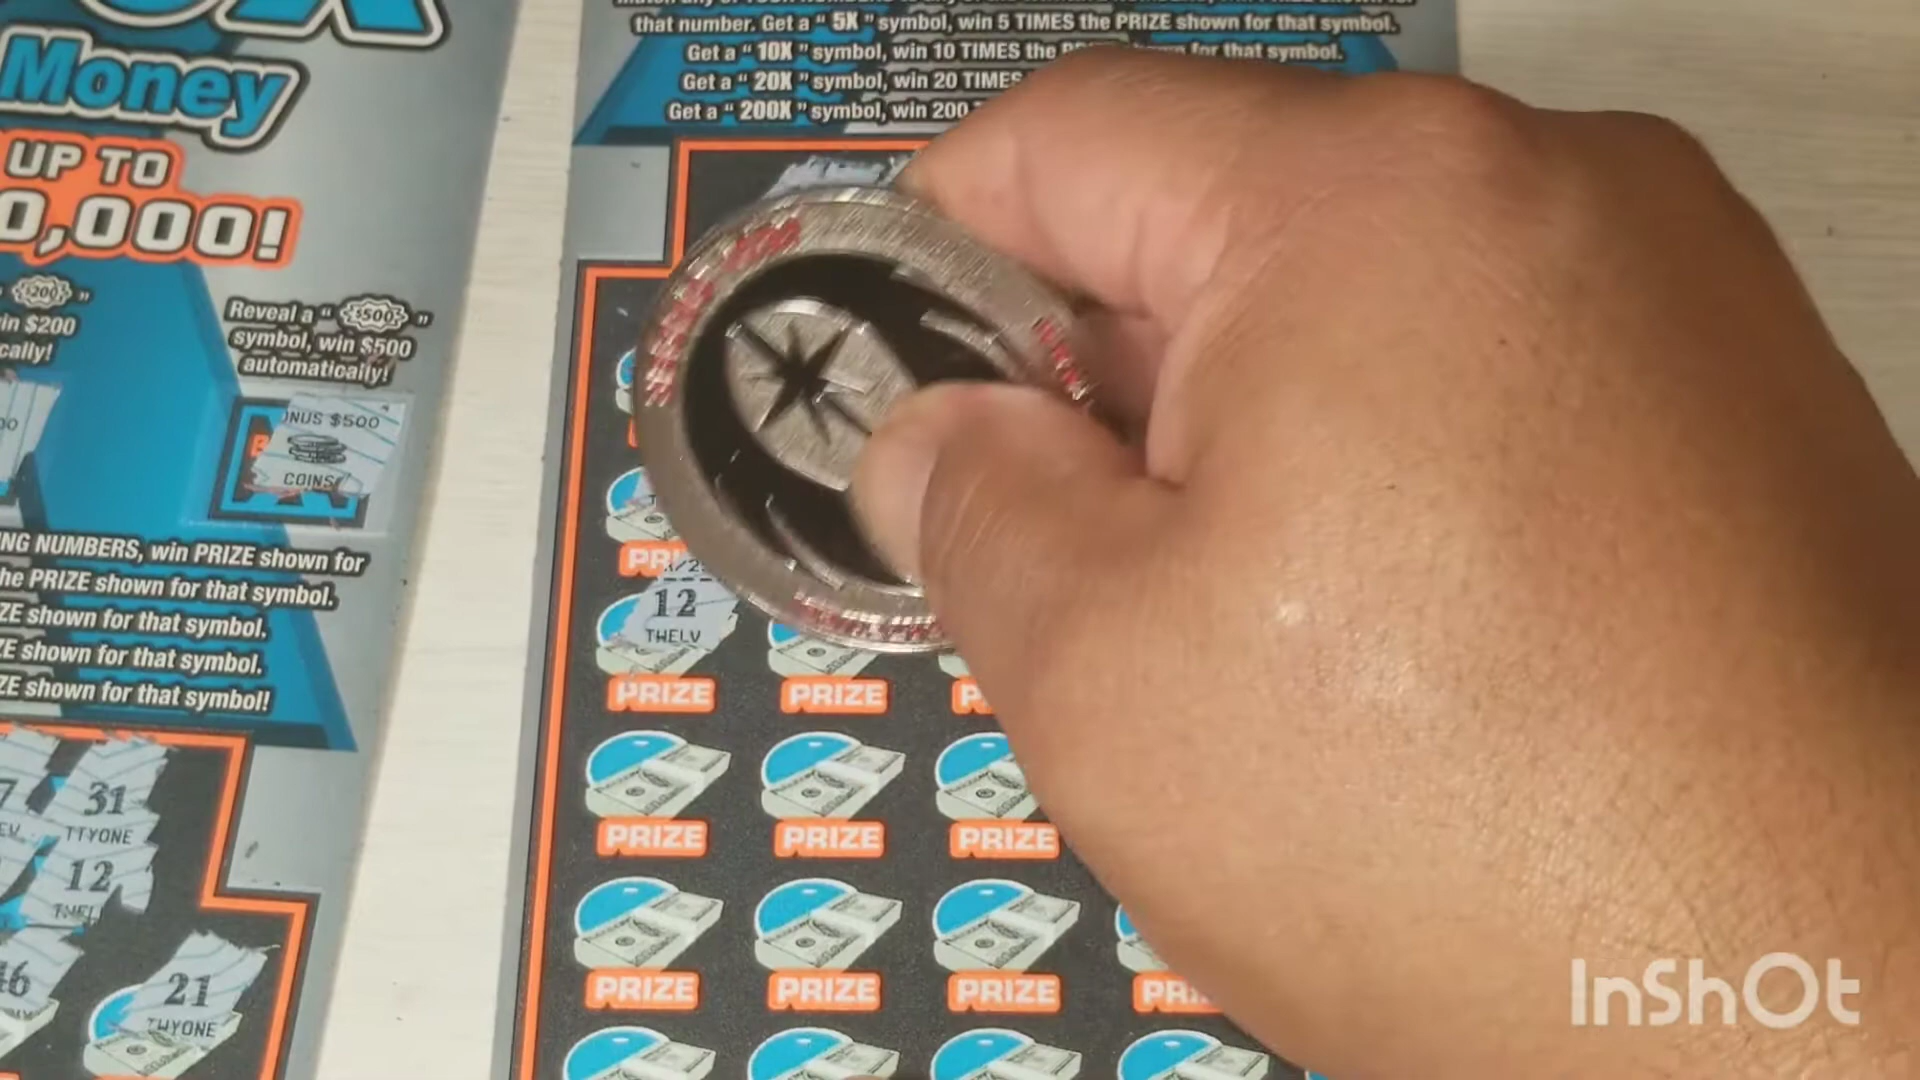 Money
UP TO
0,000!
$200 "
in $200
cally!
Reveal a " $500 "
symbol, win $500
automatically!
NUS $500
COINS
NG NUMBERS, win PRIZE shown for
he PRIZE shown for that symbol.
ZE shown for that symbol.
ZE shown for that symbol.
ZE shown for that symbol!
7
31
TTYONE
12
46
21
TWYONE
that number. Get a " 5X " symbol, win 5 TIMES the PRIZE shown for that symbol.
Get a " 10X " symbol, win 10 TIMES the for that symbol.
Get a " 20X " symbol, win 20 TIMES
Get a " 200X " symbol, win 200
12
THELV
PRIZE PRIZE
PRIZE PRIZE PRIZE
PRIZE PRIZE PRIZE PRI
InShOt